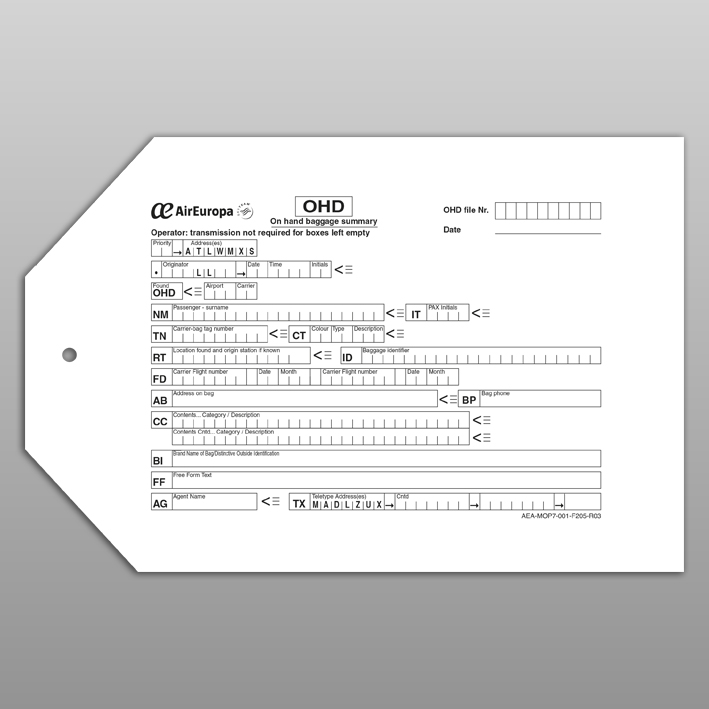 AirEuropa
OHD
On hand baggage summary
OHD file Nr.
Date
Operator: transmission not required for boxes left empty
Priority → Address(es) A T L W M X S
• Originator L L → Date Time Initials <≡
Found OHD <≡ Airport Carrier
NM Passenger - surname <≡ IT PAX Initials <≡
TN Carrier-bag tag number <≡ CT Colour Type Description <≡
RT Location found and origin station if known <≡ ID Baggage identifier
FD Carrier Flight number Date Month Carrier Flight number Date Month
AB Address on bag <≡ BP Bag phone
CC Contents... Category / Description <≡
Contents Cntd... Category / Description <≡
BI Brand Name of Bag/Distinctive Outside Identification
FF Free Form Text
AG Agent Name <≡ TX Teletype Address(es) M A D L Z U X → Cntd → →
AEA-MOP7-001-F205-R03